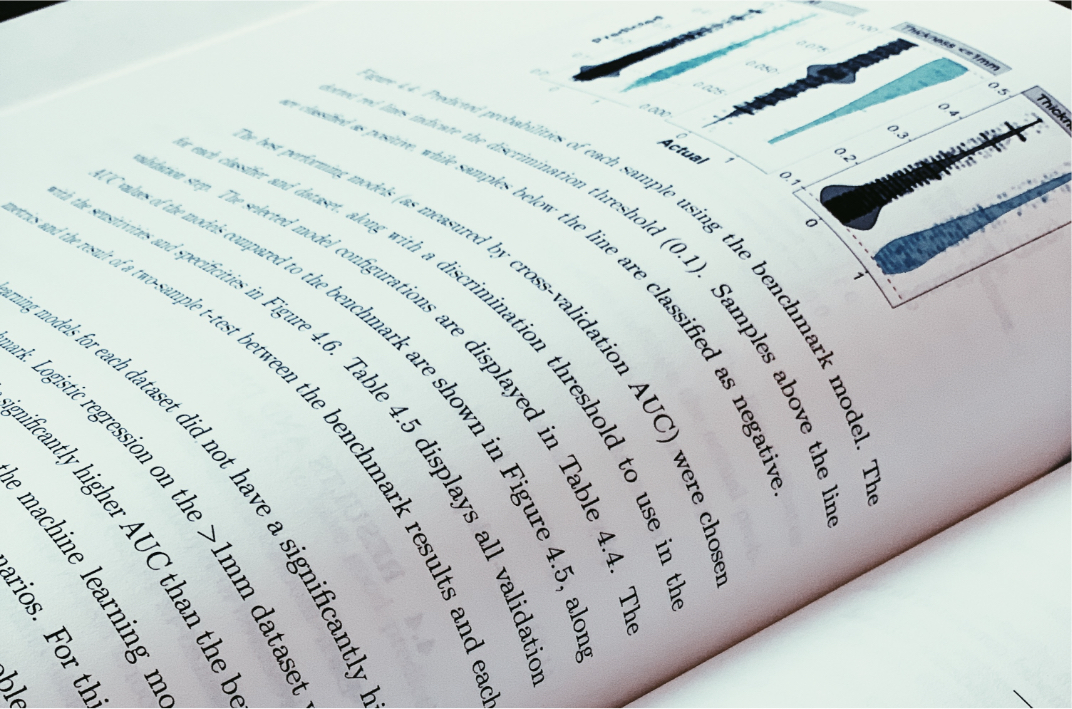 Predicted
0.100
0.075
0.050
0.025
0.000
0
1
Actual
Thickness <=1mm
0.5
0.4
0.3
0.2
0.1
0
1
Figure 4.4: Predicted probabilities of each sample using the benchmark model. The
dotted red lines indicate the discrimination threshold (0.1). Samples above the line
are classified as positive, while samples below the line are classified as negative.
The best performing models (as measured by cross-validation AUC) were chosen
for each classifier and dataset, along with a discrimination threshold to use in the
validation step. The selected model configurations are displayed in Table 4.4. The
AUC values of the models compared to the benchmark are shown in Figure 4.5, along
with the sensitivities and specificities in Figure 4.6. Table 4.5 displays all validation
metrics and the result of a two-sample t-test between the benchmark results and each
learning models for each dataset did not have a significantly
Logistic regression on the >1mm dataset
significantly higher AUC than the
the machine learning
For